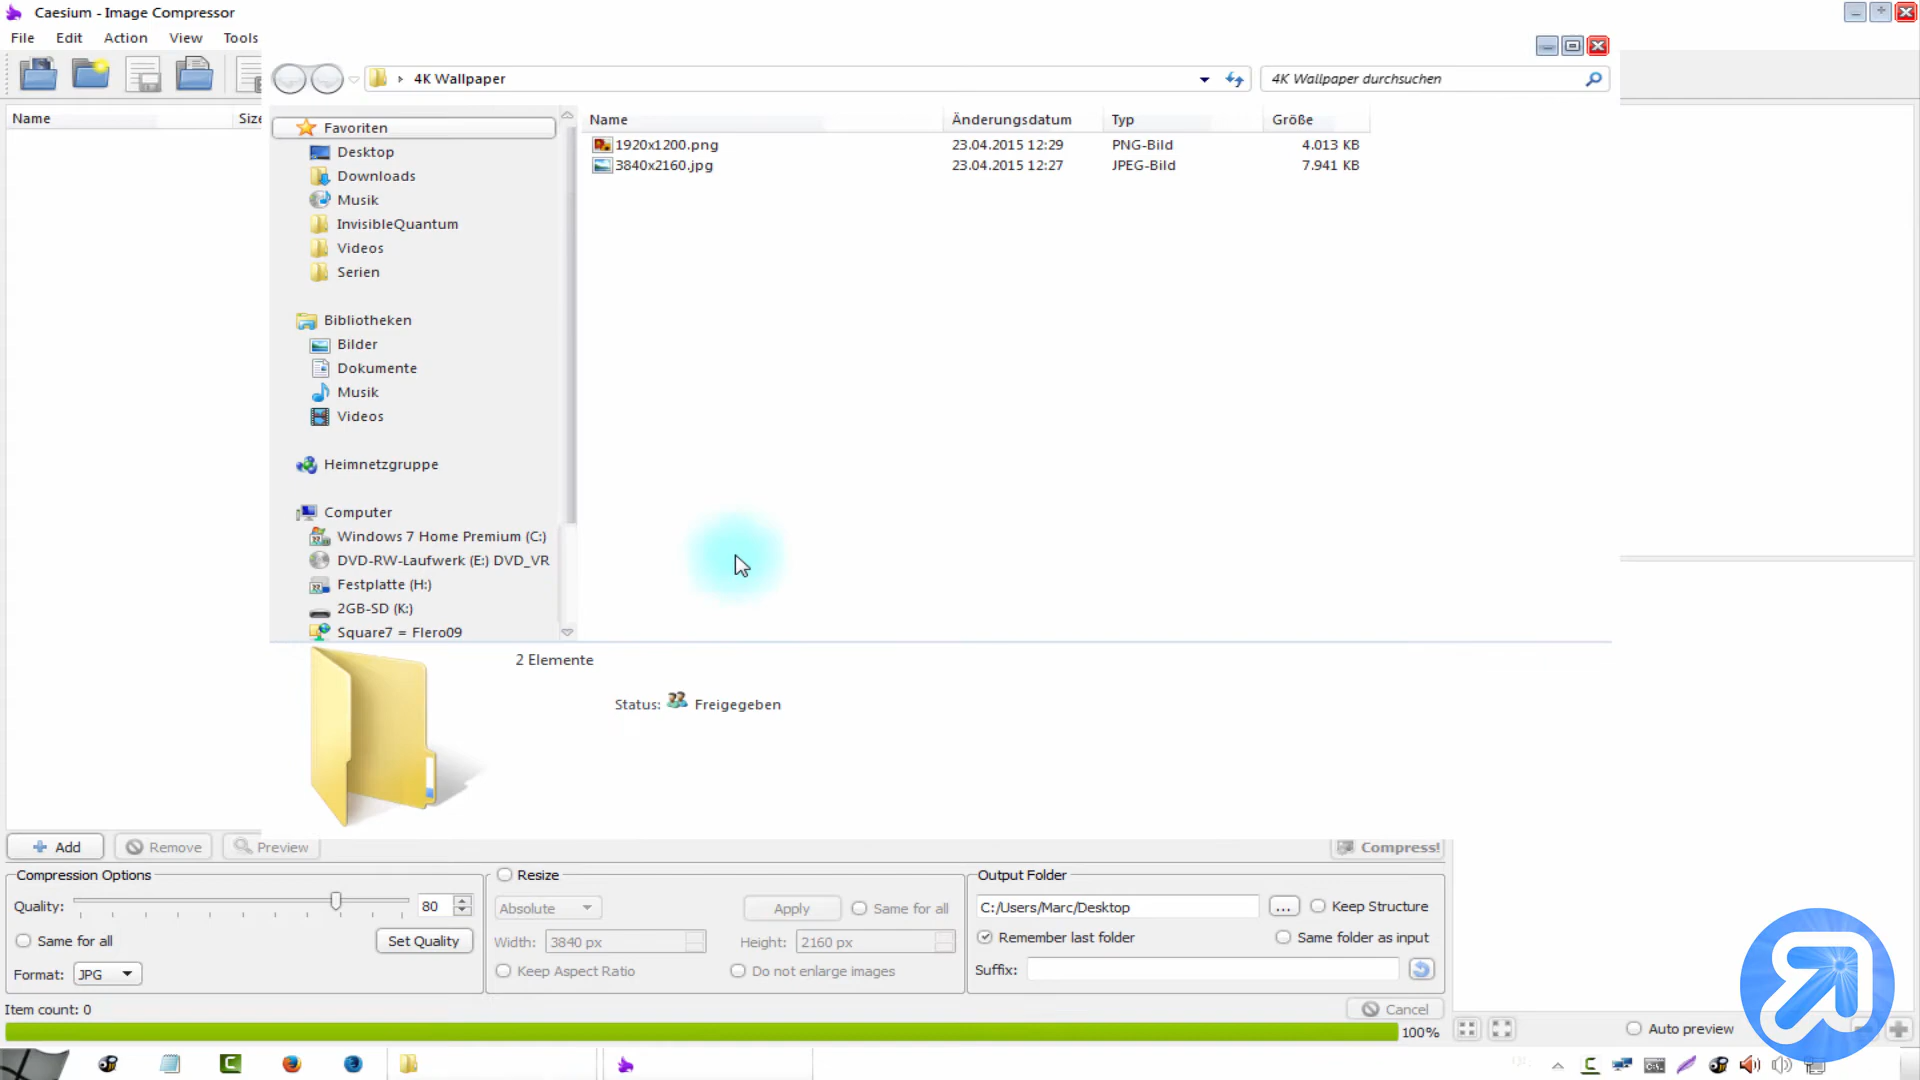 Caesium - Image Compressor
File Edit Action View Tools
4K Wallpaper
4K Wallpaper durchsuchen
Name Size
Name Änderungsdatum Typ Größe
1920x1200.png 23.04.2015 12:29 PNG-Bild 4.013 KB
3840x2160.jpg 23.04.2015 12:27 JPEG-Bild 7.941 KB
Favoriten
Desktop
Downloads
Musik
InvisibleQuantum
Videos
Serien
Bibliotheken
Bilder
Dokumente
Musik
Videos
Heimnetzgruppe
Computer
Windows 7 Home Premium (C:)
DVD-RW-Laufwerk (E:) DVD_VR
Festplatte (H:)
2GB-SD (K:)
Square7 = Flero09
2 Elemente
Status: Freigegeben
Add Remove Preview Compress!
Compression Options
Quality: 80
Same for all Set Quality
Format: JPG
Resize
Absolute Apply Same for all
Width: 3840 px Height: 2160 px
Keep Aspect Ratio Do not enlarge images
Output Folder
C:/Users/Marc/Desktop ... Keep Structure
Remember last folder Same folder as input
Suffix:
Item count: 0 Cancel
100% Auto preview